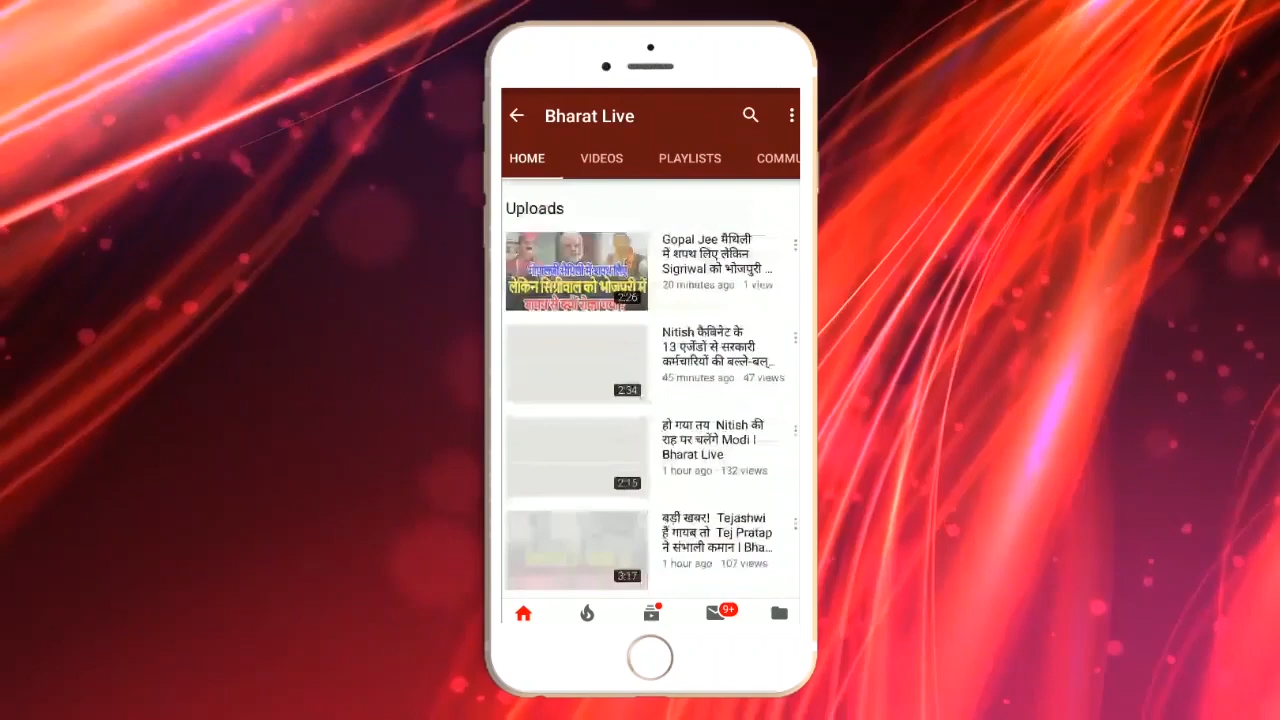 Bharat Live
HOME VIDEOS PLAYLISTS COMMU
Uploads
लेकिन सिग्रीवाल को भोजपुरी में
2:26
Gopal Jee मैथिली
में शपथ लिए लेकिन
Sigriwal को भोजपुरी ...
20 minutes ago · 1 view
2:34
Nitish कैबिनेट के
13 एजेंडों से सरकारी
कर्मचारियों की बल्ले-बल्...
45 minutes ago · 47 views
2:15
हो गया तय Nitish की
राह पर चलेंगे Modi l
Bharat Live
1 hour ago · 132 views
3:17
बड़ी खबर! Tejashwi
हैं गायब तो Tej Pratap
ने संभाली कमान l Bha...
1 hour ago · 107 views
9+